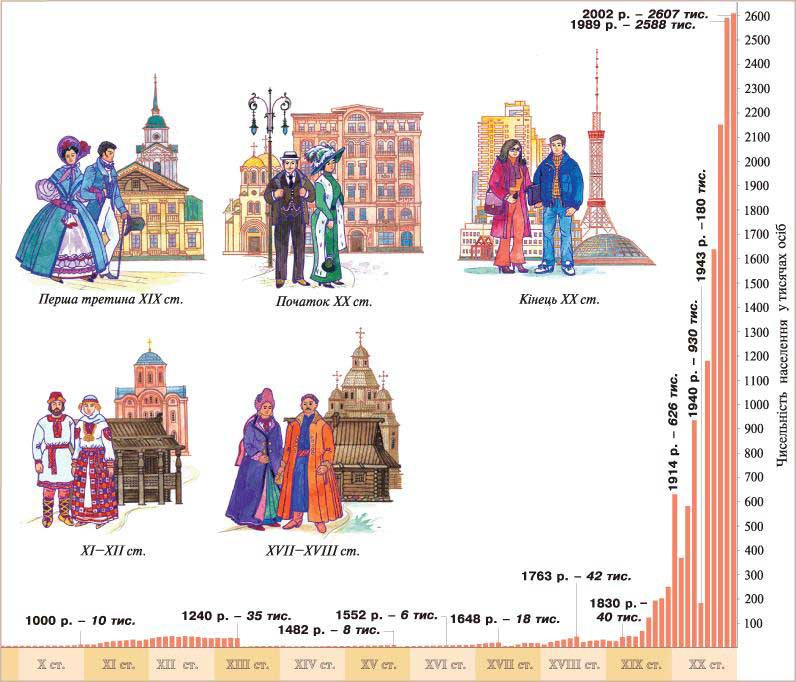 2002 р. – 2607 тис.
1989 р. – 2588 тис.
2600
2500
2400
2300
2200
2100
2000
1900
1800
1700
1600
1500
1400
1300
1200
1100
1000
900
800
700
600
500
400
300
200
100
Чисельність населення у тисячах осіб
Перша третина XIX ст.
Початок XX ст.
Кінець XX ст.
XI–XII ст.
XVII–XVIII ст.
1943 р. –180 тис.
1940 р. – 930 тис.
1914 р. – 626 тис.
1763 р. – 42 тис.
1830 р. –
40 тис.
1000 р. – 10 тис.
1240 р. – 35 тис.
1482 р. – 8 тис.
1552 р. – 6 тис.
1648 р. – 18 тис.
X ст.
XI ст.
XII ст.
XIII ст.
XIV ст.
XV ст.
XVI ст.
XVII ст.
XVIII ст.
XIX ст.
XX ст.